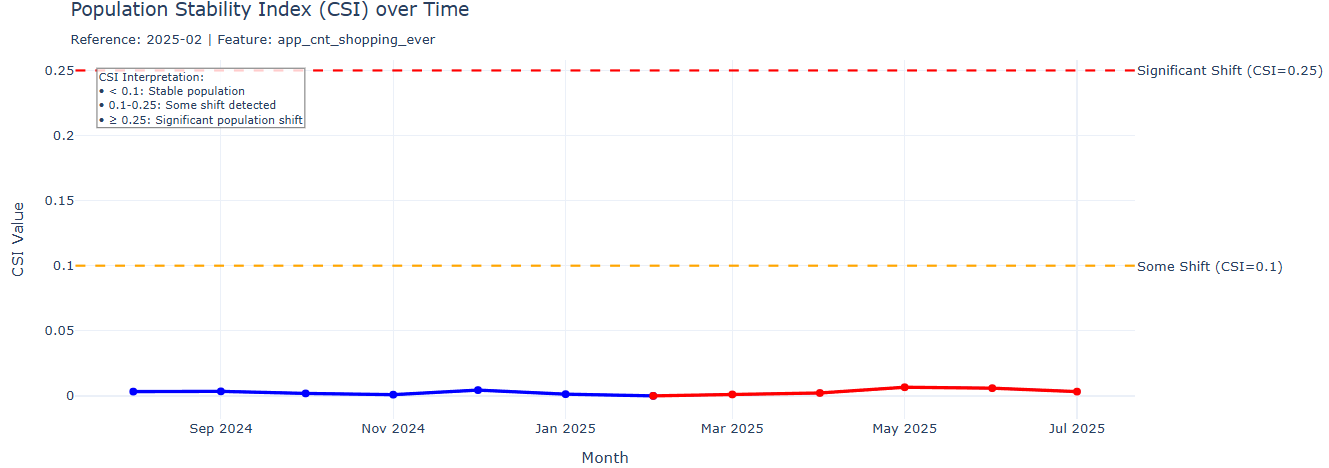 Population Stability Index (CSI) over Time
Reference: 2025-02 | Feature: app_cnt_shopping_ever
CSI Interpretation:
• < 0.1: Stable population
• 0.1-0.25: Some shift detected
• ≥ 0.25: Significant population shift
Significant Shift (CSI=0.25)
Some Shift (CSI=0.1)
CSI Value
0.25
0.2
0.15
0.1
0.05
0
Sep 2024
Nov 2024
Jan 2025
Mar 2025
May 2025
Jul 2025
Month